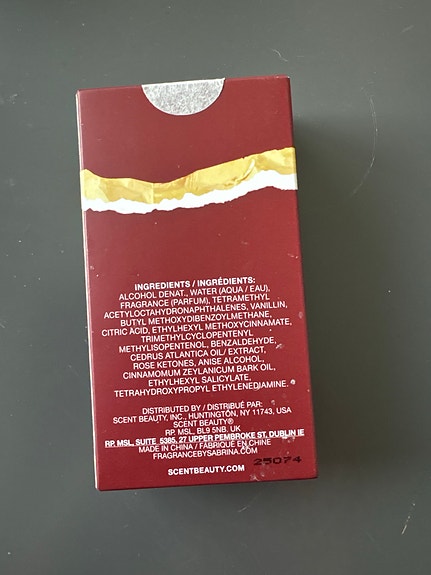 INGREDIENTS / INGRÉDIENTS:
ALCOHOL DENAT., WATER (AQUA / EAU),
FRAGRANCE (PARFUM), TETRAMETHYL
ACETYLOCTAHYDRONAPHTHALENES, VANILLIN,
BUTYL METHOXYDIBENZOYLMETHANE,
CITRIC ACID, ETHYLHEXYL METHOXYCINNAMATE,
TRIMETHYLCYCLOPENTENYL
METHYLISOPENTENOL, BENZALDEHYDE,
CEDRUS ATLANTICA OIL/ EXTRACT,
ROSE KETONES, ANISE ALCOHOL,
CINNAMOMUM ZEYLANICUM BARK OIL,
ETHYLHEXYL SALICYLATE,
TETRAHYDROXYPROPYL ETHYLENEDIAMINE.
DISTRIBUTED BY / DISTRIBUÉ PAR:
SCENT BEAUTY, INC., HUNTINGTON, NY 11743, USA
SCENT BEAUTY®
RP. MSL, BL9 5NB. UK
RP. MSL, SUITE 5385, 27 UPPER PEMBROKE ST, DUBLIN IE
MADE IN CHINA / FABRIQUÉ EN CHINE
FRAGRANCEBYSABRINA.COM
25074
SCENTBEAUTY.COM